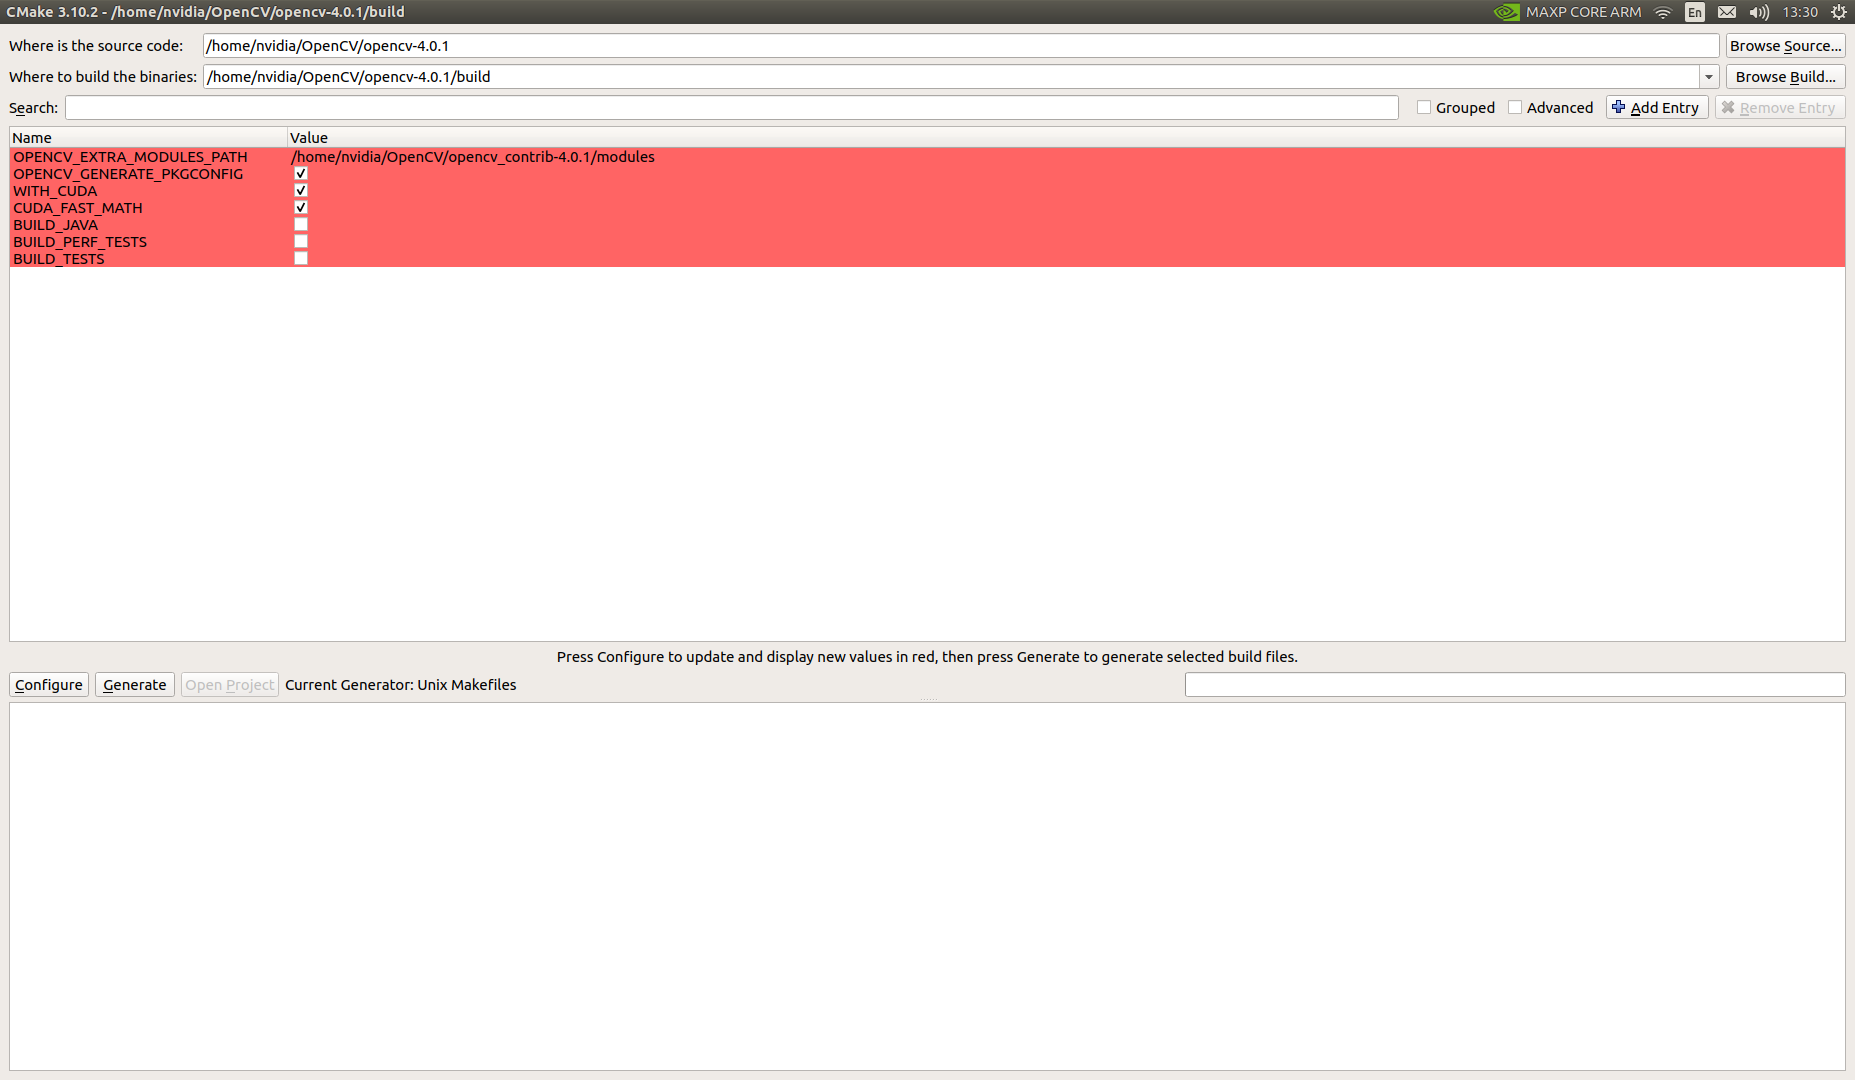 CMake 3.10.2 - /home/nvidia/OpenCV/opencv-4.0.1/build MAXP CORE ARM En 13:30
Where is the source code: /home/nvidia/OpenCV/opencv-4.0.1 Browse Source...
Where to build the binaries: /home/nvidia/OpenCV/opencv-4.0.1/build Browse Build...
Search: Grouped Advanced Add Entry Remove Entry
Name Value
OPENCV_EXTRA_MODULES_PATH /home/nvidia/OpenCV/opencv_contrib-4.0.1/modules
OPENCV_GENERATE_PKGCONFIG
WITH_CUDA
CUDA_FAST_MATH
BUILD_JAVA
BUILD_PERF_TESTS
BUILD_TESTS
Press Configure to update and display new values in red, then press Generate to generate selected build files.
Configure Generate Open Project Current Generator: Unix Makefiles